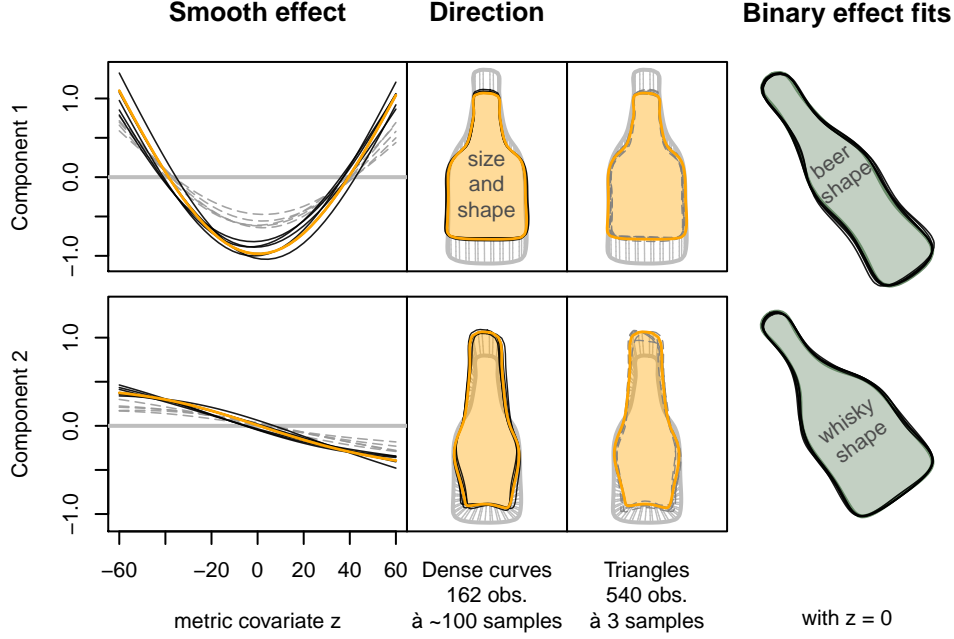 Smooth effect
Direction
Binary effect fits
Component 1
1.0
0.0
−1.0
size
and
shape
beer
shape
Component 2
1.0
0.0
−1.0
whisky
shape
−60
−20
0
20
40
60
metric covariate z
Dense curves
162 obs.
à ~100 samples
Triangles
540 obs.
à 3 samples
with z = 0